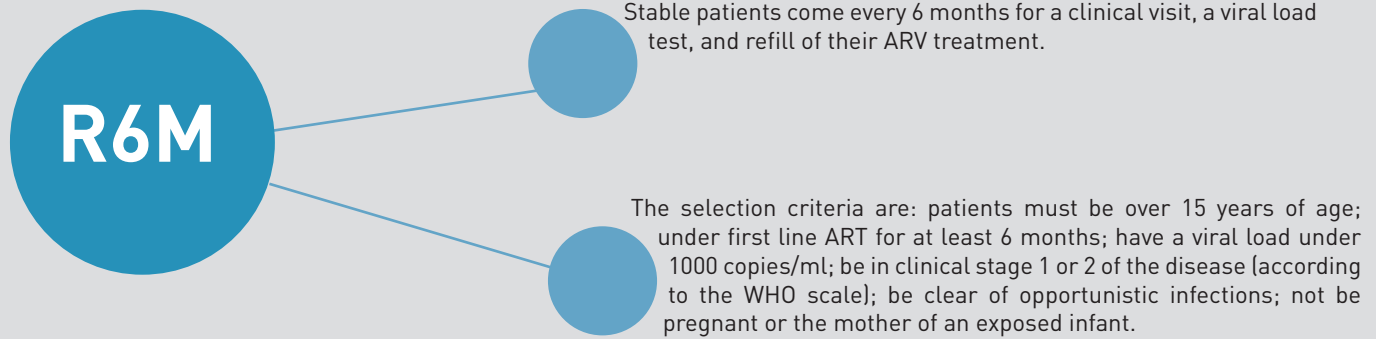 R6M
Stable patients come every 6 months for a clinical visit, a viral load
test, and refill of their ARV treatment.
The selection criteria are: patients must be over 15 years of age;
under first line ART for at least 6 months; have a viral load under
1000 copies/ml; be in clinical stage 1 or 2 of the disease (according
to the WHO scale); be clear of opportunistic infections; not be
pregnant or the mother of an exposed infant.